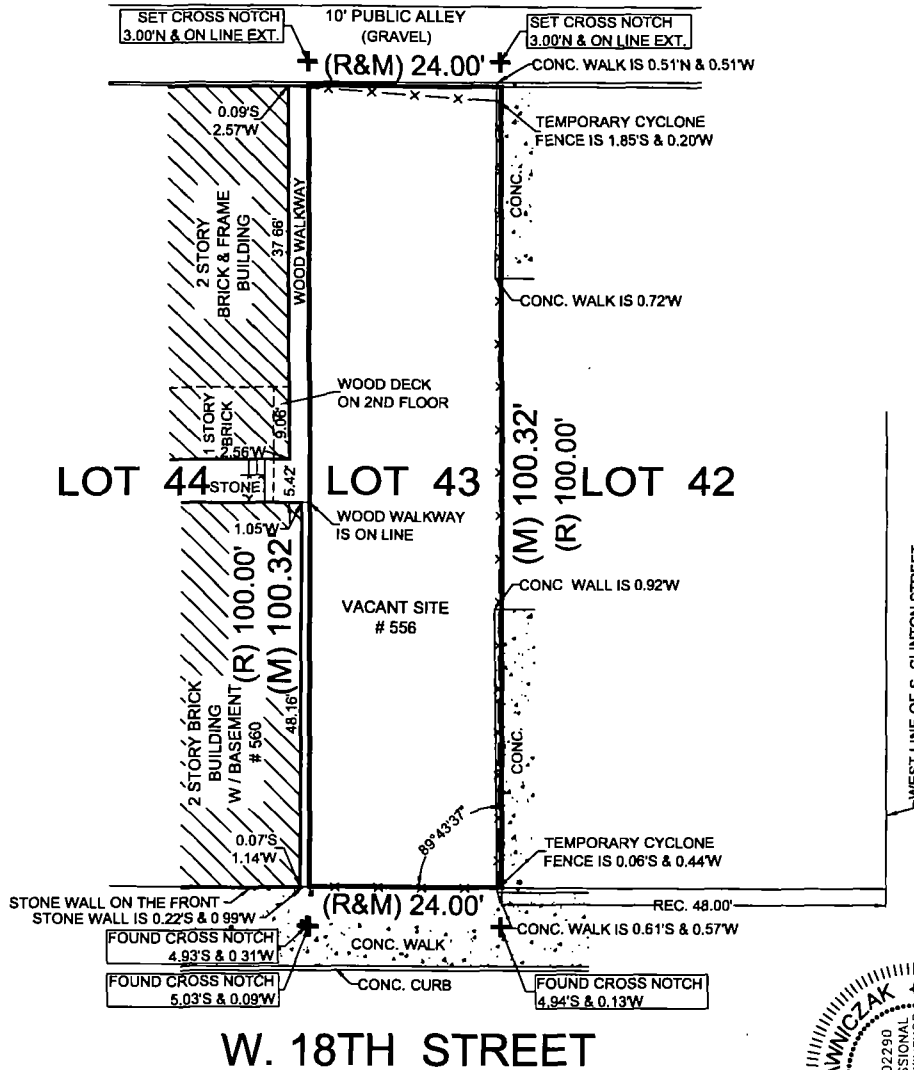 SET CROSS NOTCH
3.00'N & ON LINE EXT.
10' PUBLIC ALLEY
(GRAVEL)
SET CROSS NOTCH
3.00'N & ON LINE EXT.
(R&M) 24.00'
CONC. WALK IS 0.51'N & 0.51'W
0.09'S
2.57'W
TEMPORARY CYCLONE
FENCE IS 1.85'S & 0.20'W
2 STORY
BRICK & FRAME
BUILDING
37.66'
WOOD WALKWAY
CONC.
CONC. WALK IS 0.72'W
WOOD DECK
ON 2ND FLOOR
1 STORY
BRICK
9.06'
2.56'W
LOT 44
STONE
5.42'
LOT 43
(M) 100.32'
(R) 100.00'
LOT 42
1.05'W
WOOD WALKWAY
IS ON LINE
(R) 100.00'
(M) 100.32'
CONC WALL IS 0.92'W
VACANT SITE
# 556
2 STORY BRICK
BUILDING
W / BASEMENT
# 560
48.16'
CONC.
89°43'37"
WEST LINE OF S. CLINTON STREET
0.07'S
1.14'W
TEMPORARY CYCLONE
FENCE IS 0.06'S & 0.44'W
STONE WALL ON THE FRONT
STONE WALL IS 0.22'S & 0.99'W
(R&M) 24.00'
REC. 48.00'
CONC. WALK IS 0.61'S & 0.57'W
FOUND CROSS NOTCH
4.93'S & 0.31'W
CONC. WALK
FOUND CROSS NOTCH
5.03'S & 0.09'W
CONC. CURB
FOUND CROSS NOTCH
4.94'S & 0.13'W
W. 18TH STREET